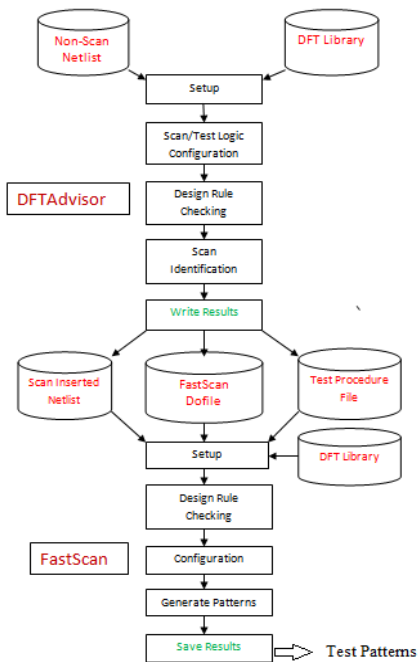 Non-Scan
Netlist
DFT Library
Setup
Scan/Test Logic
Configuration
DFTAdvisor
Design Rule
Checking
Scan
Identification
Write Results
Scan Inserted
Netlist
FastScan
Dofile
Test Procedure
File
Setup
DFT Library
Design Rule
Checking
FastScan
Configuration
Generate Patterns
Save Results
Test Patterns